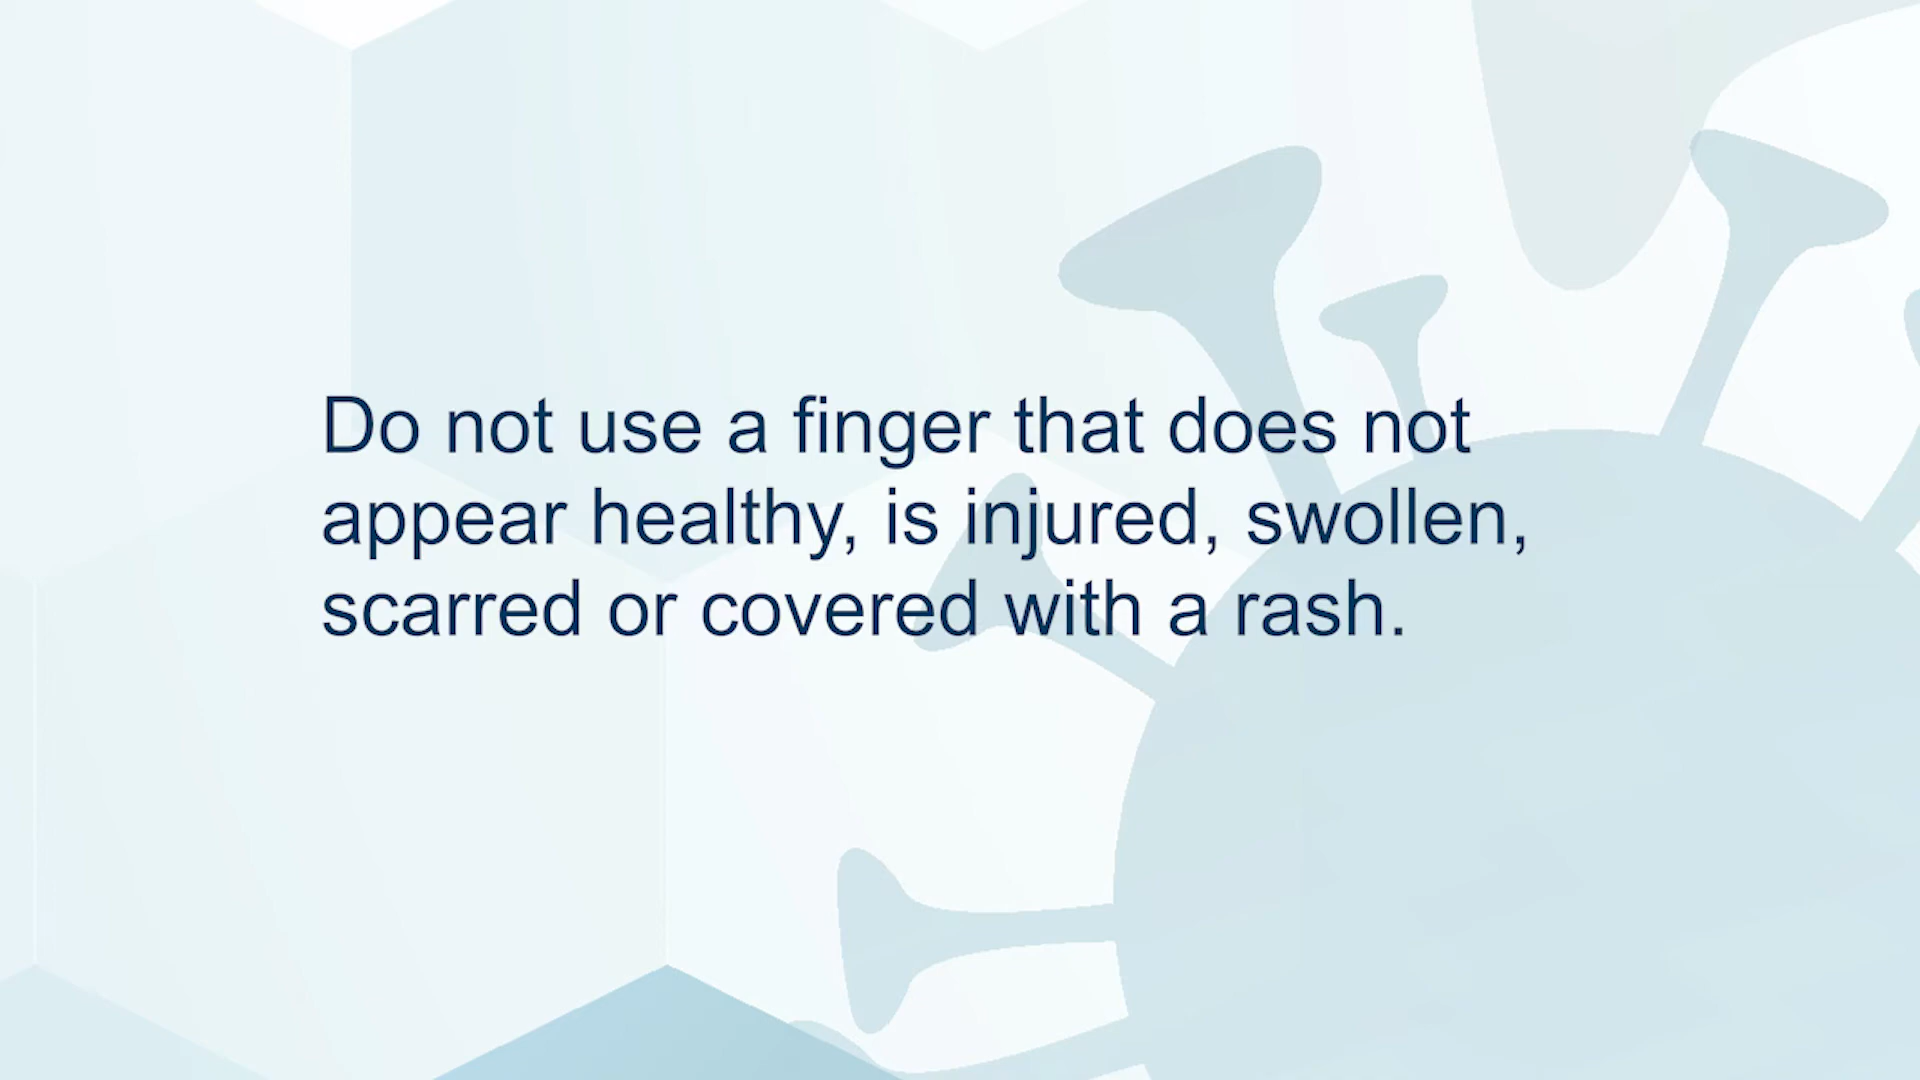 Do not use a finger that does not
appear healthy, is injured, swollen,
scarred or covered with a rash.